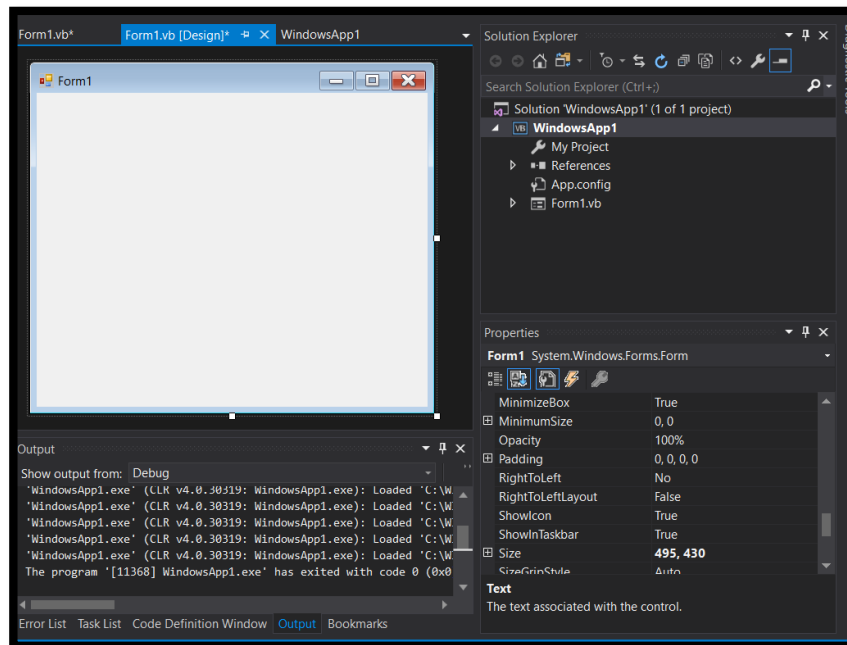 Form1.vb*
Form1.vb [Design]*
WindowsApp1
Form1
Output
Show output from: Debug
'WindowsApp1.exe' (CLR v4.0.30319: WindowsApp1.exe): Loaded 'C:\W
'WindowsApp1.exe' (CLR v4.0.30319: WindowsApp1.exe): Loaded 'C:\W
'WindowsApp1.exe' (CLR v4.0.30319: WindowsApp1.exe): Loaded 'C:\W
'WindowsApp1.exe' (CLR v4.0.30319: WindowsApp1.exe): Loaded 'C:\W
'WindowsApp1.exe' (CLR v4.0.30319: WindowsApp1.exe): Loaded 'C:\W
The program '[11368] WindowsApp1.exe' has exited with code 0 (0x0
Error List Task List Code Definition Window Output Bookmarks
Solution Explorer
Search Solution Explorer (Ctrl+;)
Solution 'WindowsApp1' (1 of 1 project)
VB WindowsApp1
My Project
References
App.config
Form1.vb
Properties
Form1 System.Windows.Forms.Form
MinimizeBox True
MinimumSize 0, 0
Opacity 100%
Padding 0, 0, 0, 0
RightToLeft No
RightToLeftLayout False
ShowIcon True
ShowInTaskbar True
Size 495, 430
SizeGripStyle Auto
Text
The text associated with the control.